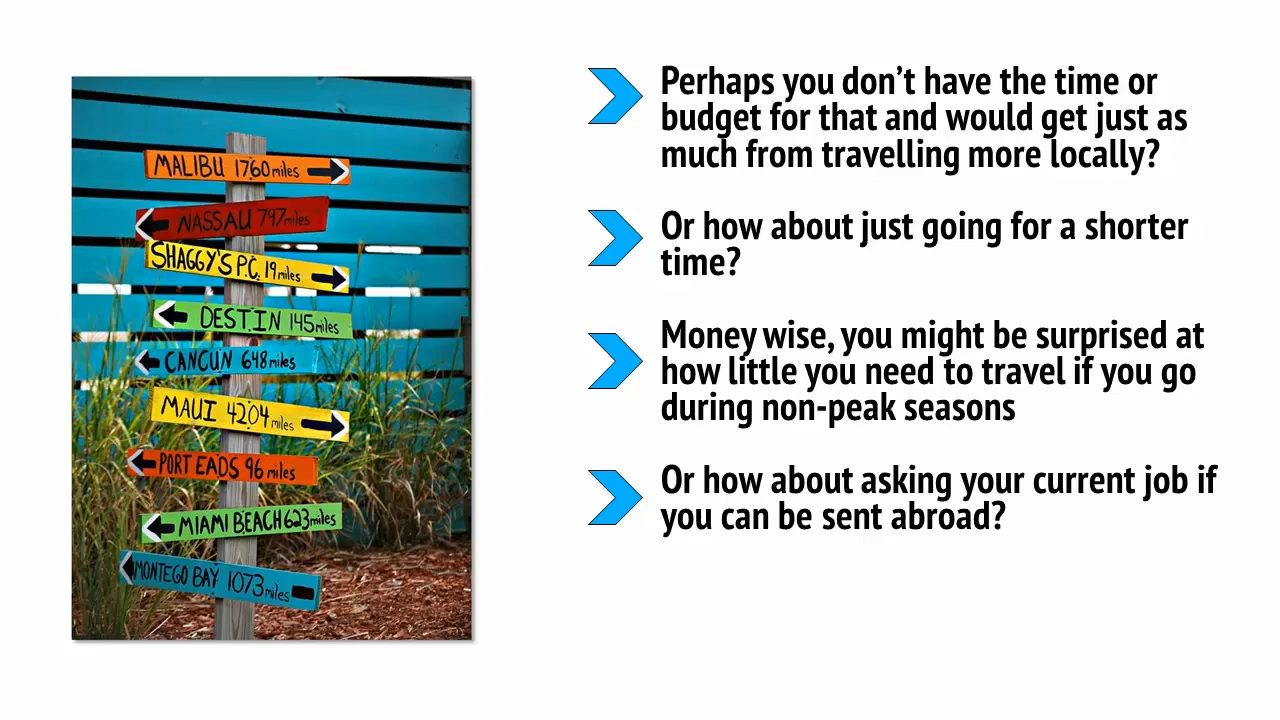 MALIBU 1760 miles
NASSAU 797 miles
SHAGGY'S P.C. 19 miles
DESTIN 145 miles
CANCUN 648 miles
MAUI 4204 miles
PORT EADS 96 miles
MIAMI BEACH 623 miles
MONTEGO BAY 1073 miles
Perhaps you don't have the time or
budget for that and would get just as
much from travelling more locally?
Or how about just going for a shorter
time?
Money wise, you might be surprised at
how little you need to travel if you go
during non-peak seasons
Or how about asking your current job if
you can be sent abroad?